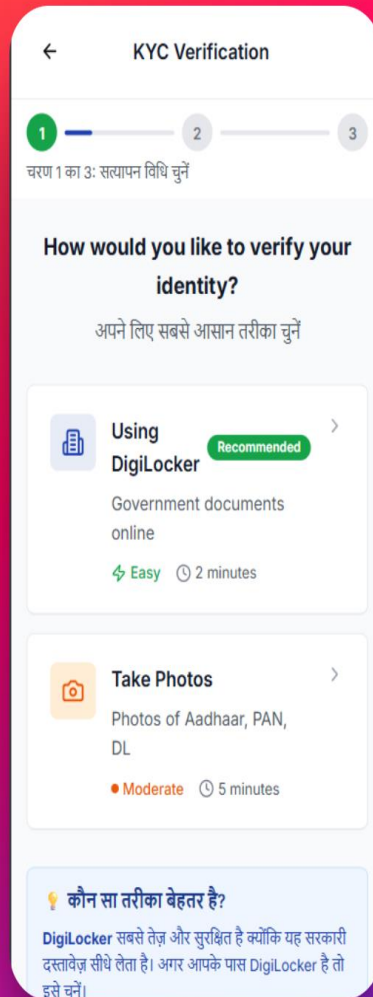 KYC Verification
1
2
3
चरण 1 का 3: सत्यापन विधि चुनें
How would you like to verify your
identity?
अपने लिए सबसे आसान तरीका चुनें
Using
DigiLocker
Recommended
Government documents
online
Easy 2 minutes
Take Photos
Photos of Aadhaar, PAN,
DL
Moderate 5 minutes
कौन सा तरीका बेहतर है?
DigiLocker सबसे तेज़ और सुरक्षित है क्योंकि यह सरकारी
दस्तावेज़ सीधे लेता है। अगर आपके पास DigiLocker है तो
इसे चुनें।